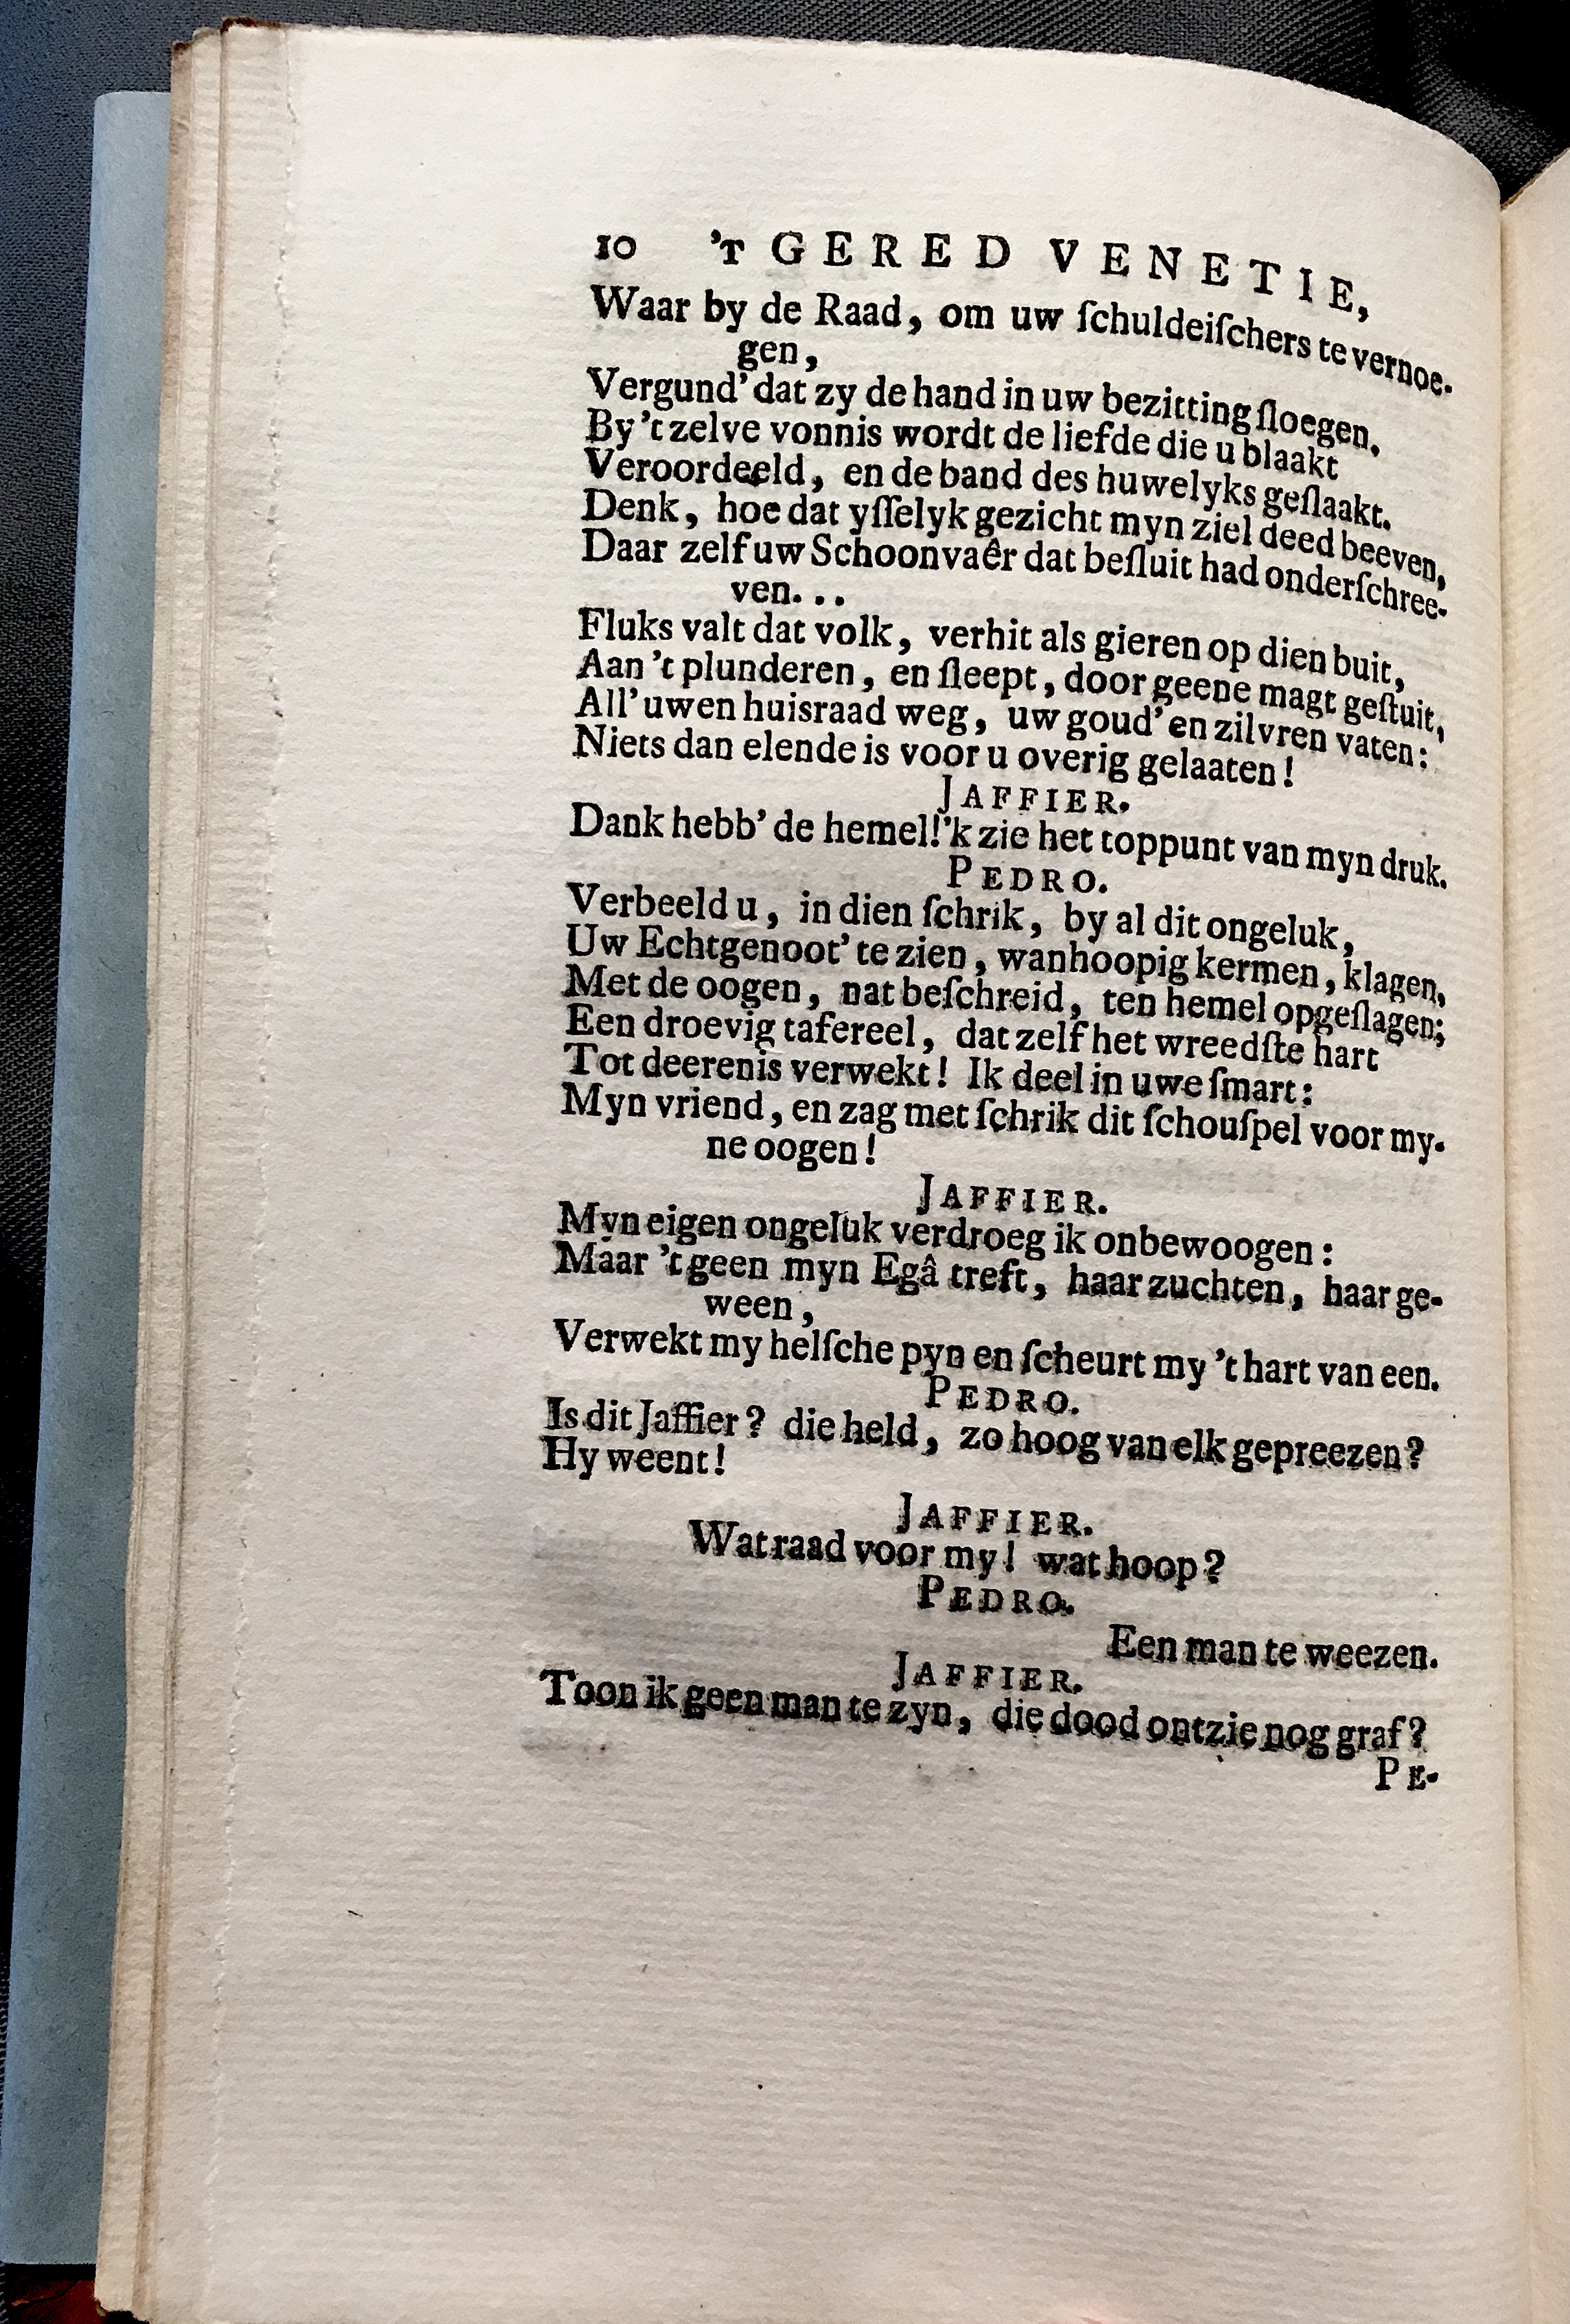 10 'T GERED VENETIE,
Waar by de Raad, om uw ſchuldeiſchers te vernoe-
gen,
Vergund' dat zy de hand in uw bezitting ſloegen.
By 't zelve vonnis wordt de liefde die u blaakt
Veroordeeld, en de band des huwelyks geſlaakt.
Denk, hoe dat yſſelyk gezicht myn ziel deed beeven,
Daar zelf uw Schoonvaêr dat beſluit had onderſchree-
ven...
Fluks valt dat volk, verhit als gieren op dien buit,
Aan 't plunderen, en ſleept, door geene magt geſtuit,
All' uwen huisraad weg, uw goud' en zilvren vaten:
Niets dan elende is voor u overig gelaaten!
JAFFIER.
Dank hebb' de hemel! 'k zie het toppunt van myn druk.
PEDRO.
Verbeeld u, in dien ſchrik, by al dit ongeluk,
Uw Echtgenoot' te zien, wanhoopig kermen, klagen,
Met de oogen, nat beſchreid, ten hemel opgeſlagen;
Een droevig tafereel, dat zelf het wreedſte hart
Tot deerenis verwekt! Ik deel in uwe ſmart:
Myn vriend, en zag met ſchrik dit ſchouſpel voor my-
ne oogen!
JAFFIER.
Myn eigen ongeluk verdroeg ik onbewoogen:
Maar 't geen myn Egâ treft, haar zuchten, haar ge-
ween,
Verwekt my helſche pyn en ſcheurt my 't hart van een.
PEDRO.
Is dit Jaffier? die held, zo hoog van elk gepreezen?
Hy weent!
JAFFIER.
Wat raad voor my! wat hoop?
PEDRO.
Een man te weezen.
JAFFIER.
Toon ik geen man te zyn, die dood ontzie nog graf?
PE-